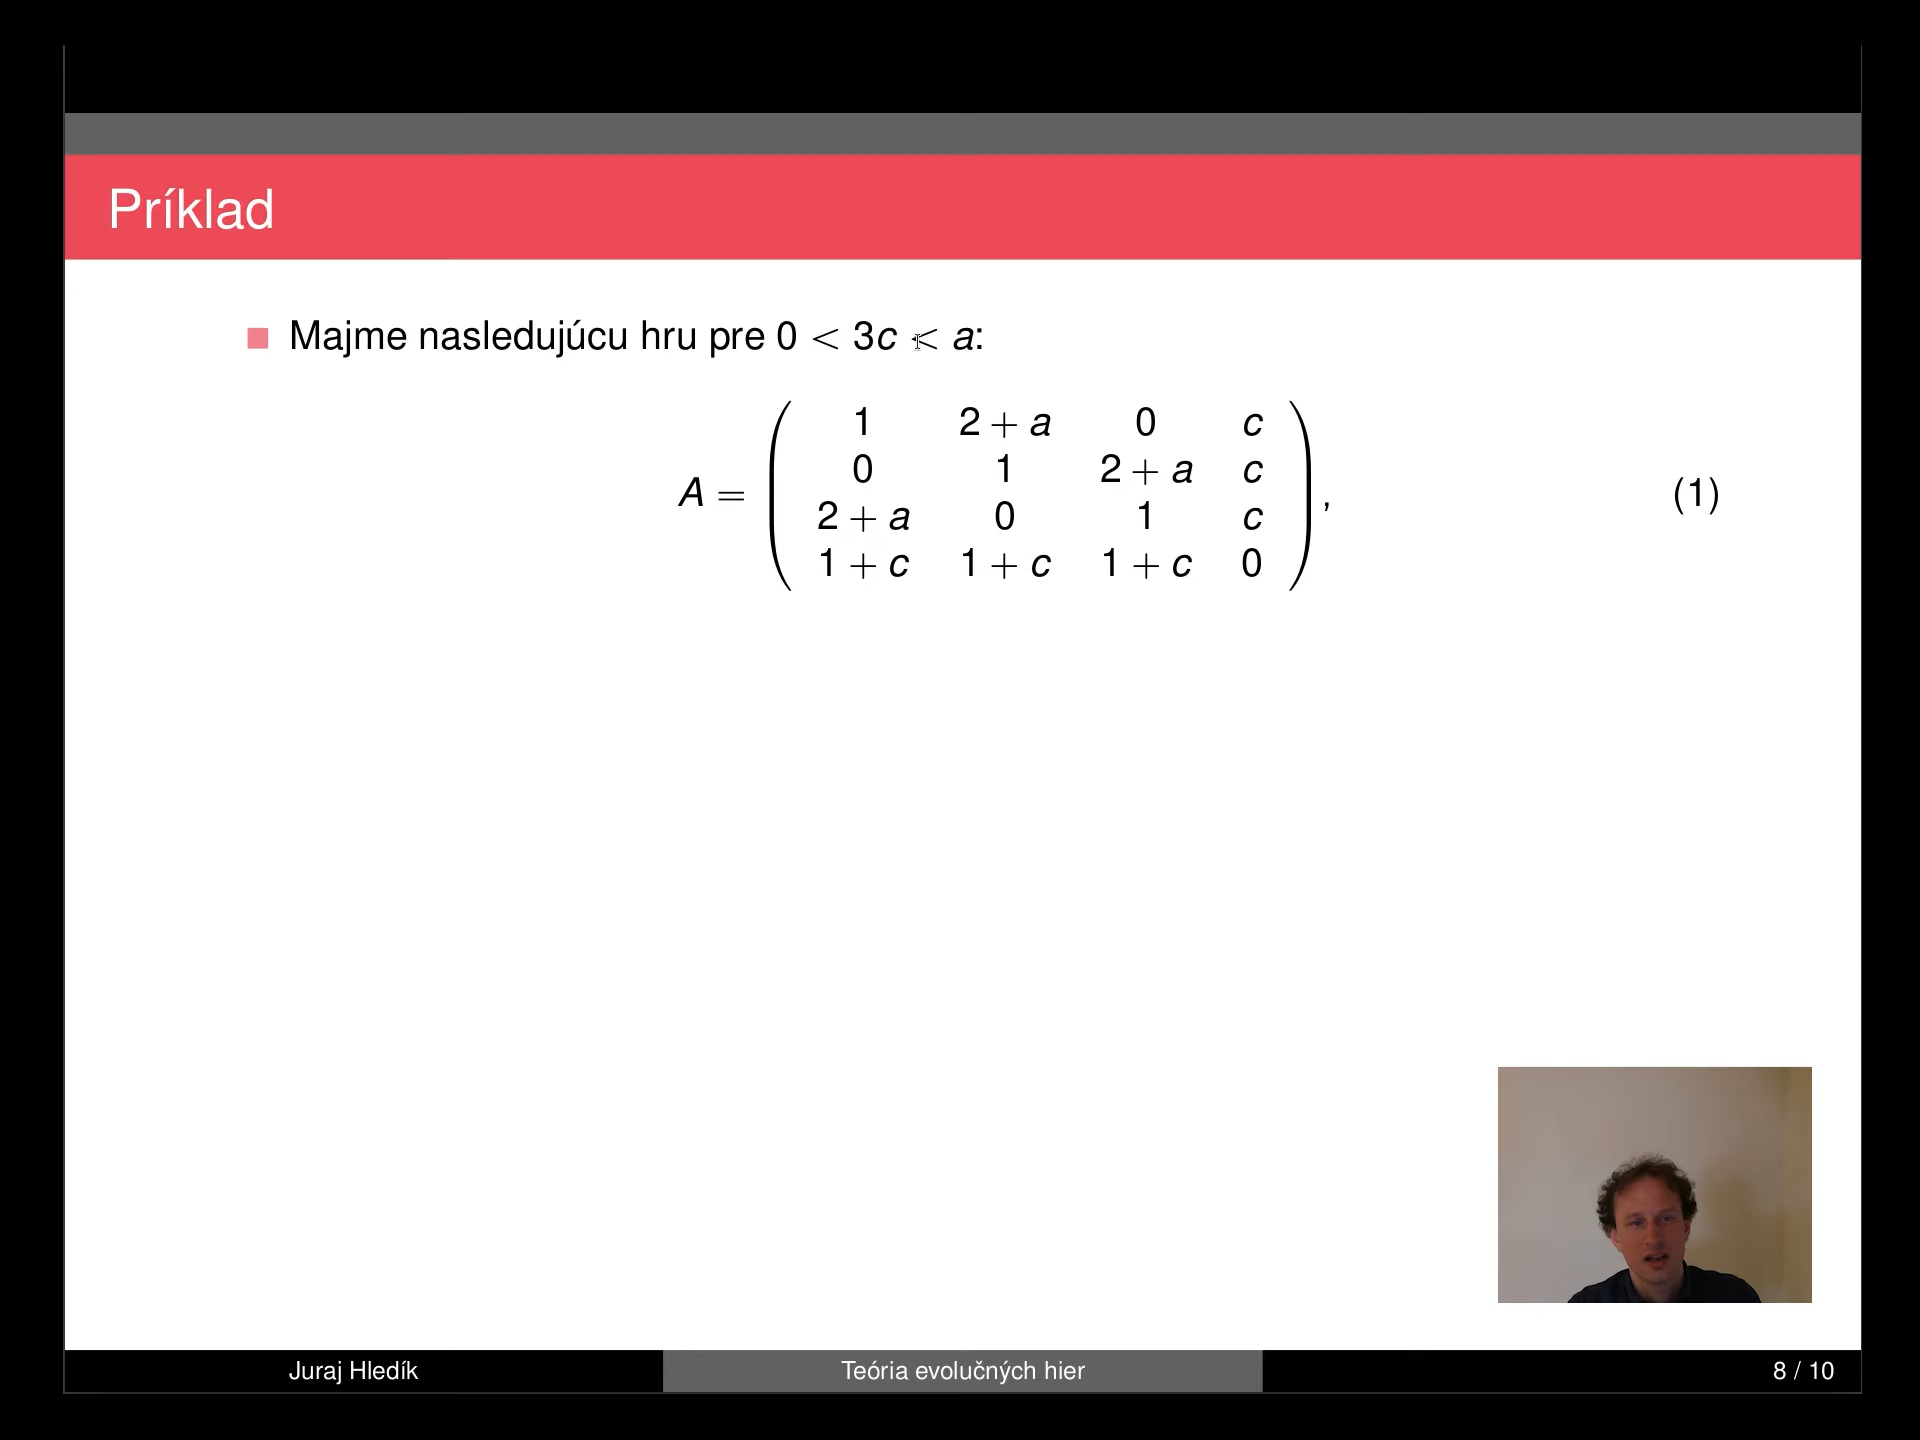 Príklad
Majme nasledujúcu hru pre 0 < 3c < a:
A = ( 1 2 + a 0 c
0 1 2 + a c
2 + a 0 1 c
1 + c 1 + c 1 + c 0 ), (1)
Juraj Hledík Teória evolučných hier 8 / 10